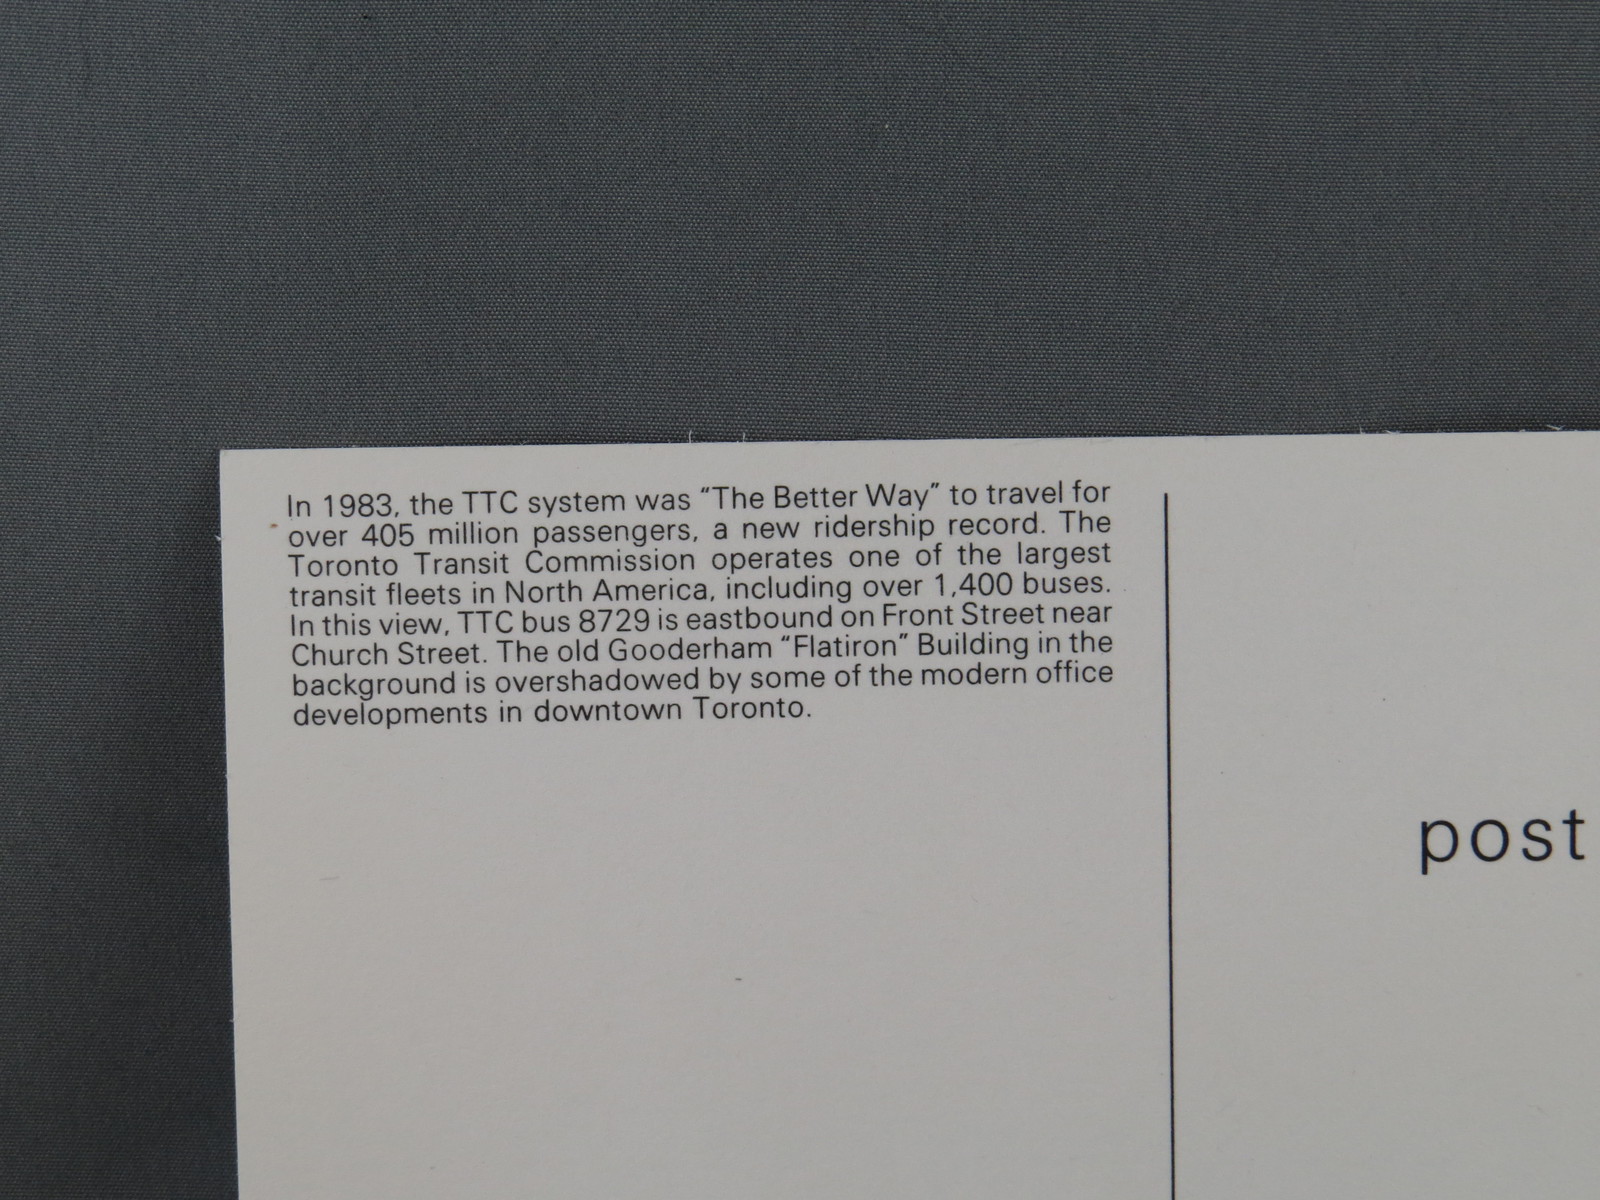 In 1983, the TTC system was “The Better Way” to travel for
over 405 million passengers, a new ridership record. The
Toronto Transit Commission operates one of the largest
transit fleets in North America, including over 1,400 buses.
In this view, TTC bus 8729 is eastbound on Front Street near
Church Street. The old Gooderham “Flatiron” Building in the
background is overshadowed by some of the modern office
developments in downtown Toronto.
post